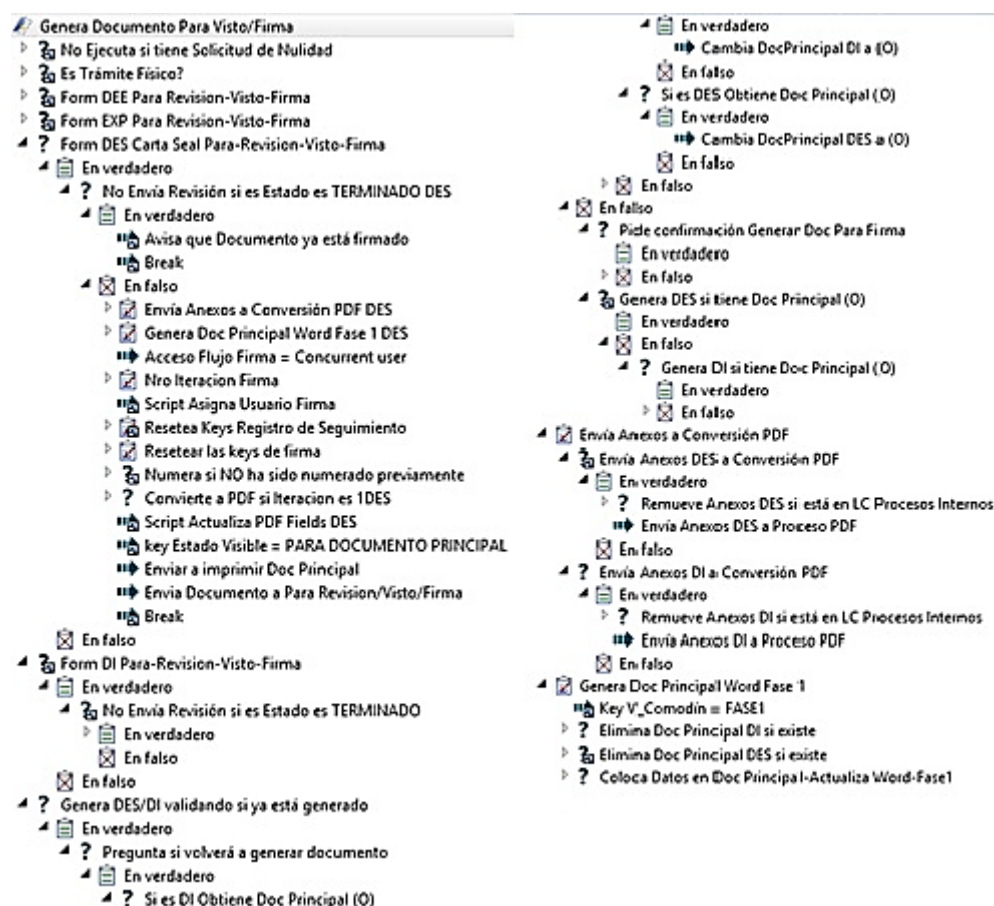 Genera Documento Para Visto/Firma
No Ejecuta si tiene Solicitud de Nulidad
Es Trámite Físico?
Form DEE Para Revision-Visto-Firma
Form EXP Para Revision-Visto-Firma
? Form DES Carta Seal Para-Revision-Visto-Firma
En verdadero
? No Envía Revisión si es Estado es TERMINADO DES
En verdadero
Avisa que Documento ya está firmado
Break
En falso
Envía Anexos a Conversión PDF DES
Genera Doc Principal Word Fase 1 DES
Acceso Flujo Firma = Concurrent user
Nro Iteracion Firma
Script Asigna Usuario Firma
Resetea Keys Registro de Seguimiento
Resetear las keys de firma
Numera si NO ha sido numerado previamente
? Convierte a PDF si Iteracion es 1DES
Script Actualiza PDF Fields DES
key Estado Visible = PARA DOCUMENTO PRINCIPAL
Enviar a imprimir Doc Principal
Envia Documento a Para Revision/Visto/Firma
Break
En falso
Form DI Para-Revision-Visto-Firma
En verdadero
No Envía Revisión si es Estado es TERMINADO
En verdadero
En falso
En falso
? Genera DES/DI validando si ya está generado
En verdadero
? Pregunta si volverá a generar documento
En verdadero
? Si es DI Obtiene Doc Principal (O)
En verdadero
Cambia DocPrincipal DI a (O)
En falso
? Si es DES Obtiene Doc Principal (O)
En verdadero
Cambia DocPrincipal DES a (O)
En falso
En falso
En falso
? Pide confirmación Generar Doc Para Firma
En verdadero
En falso
Genera DES si tiene Doc Principal (O)
En verdadero
En falso
? Genera DI si tiene Doc Principal (O)
En verdadero
En falso
Envía Anexos a Conversión PDF
Envía Anexos DES a Conversión PDF
En verdadero
? Remueve Anexos DES si está en LC Procesos Internos
Envía Anexos DES a Proceso PDF
En falso
? Envía Anexos DI a Conversión PDF
En verdadero
? Remueve Anexos DI si está en LC Procesos Internos
Envía Anexos DI a Proceso PDF
En falso
Genera Doc Principal Word Fase 1
Key V_Comodín = FASE1
? Elimina Doc Principal DI si existe
Elimina Doc Principal DES si existe
? Coloca Datos en Doc Principal-Actualiza Word-Fase1